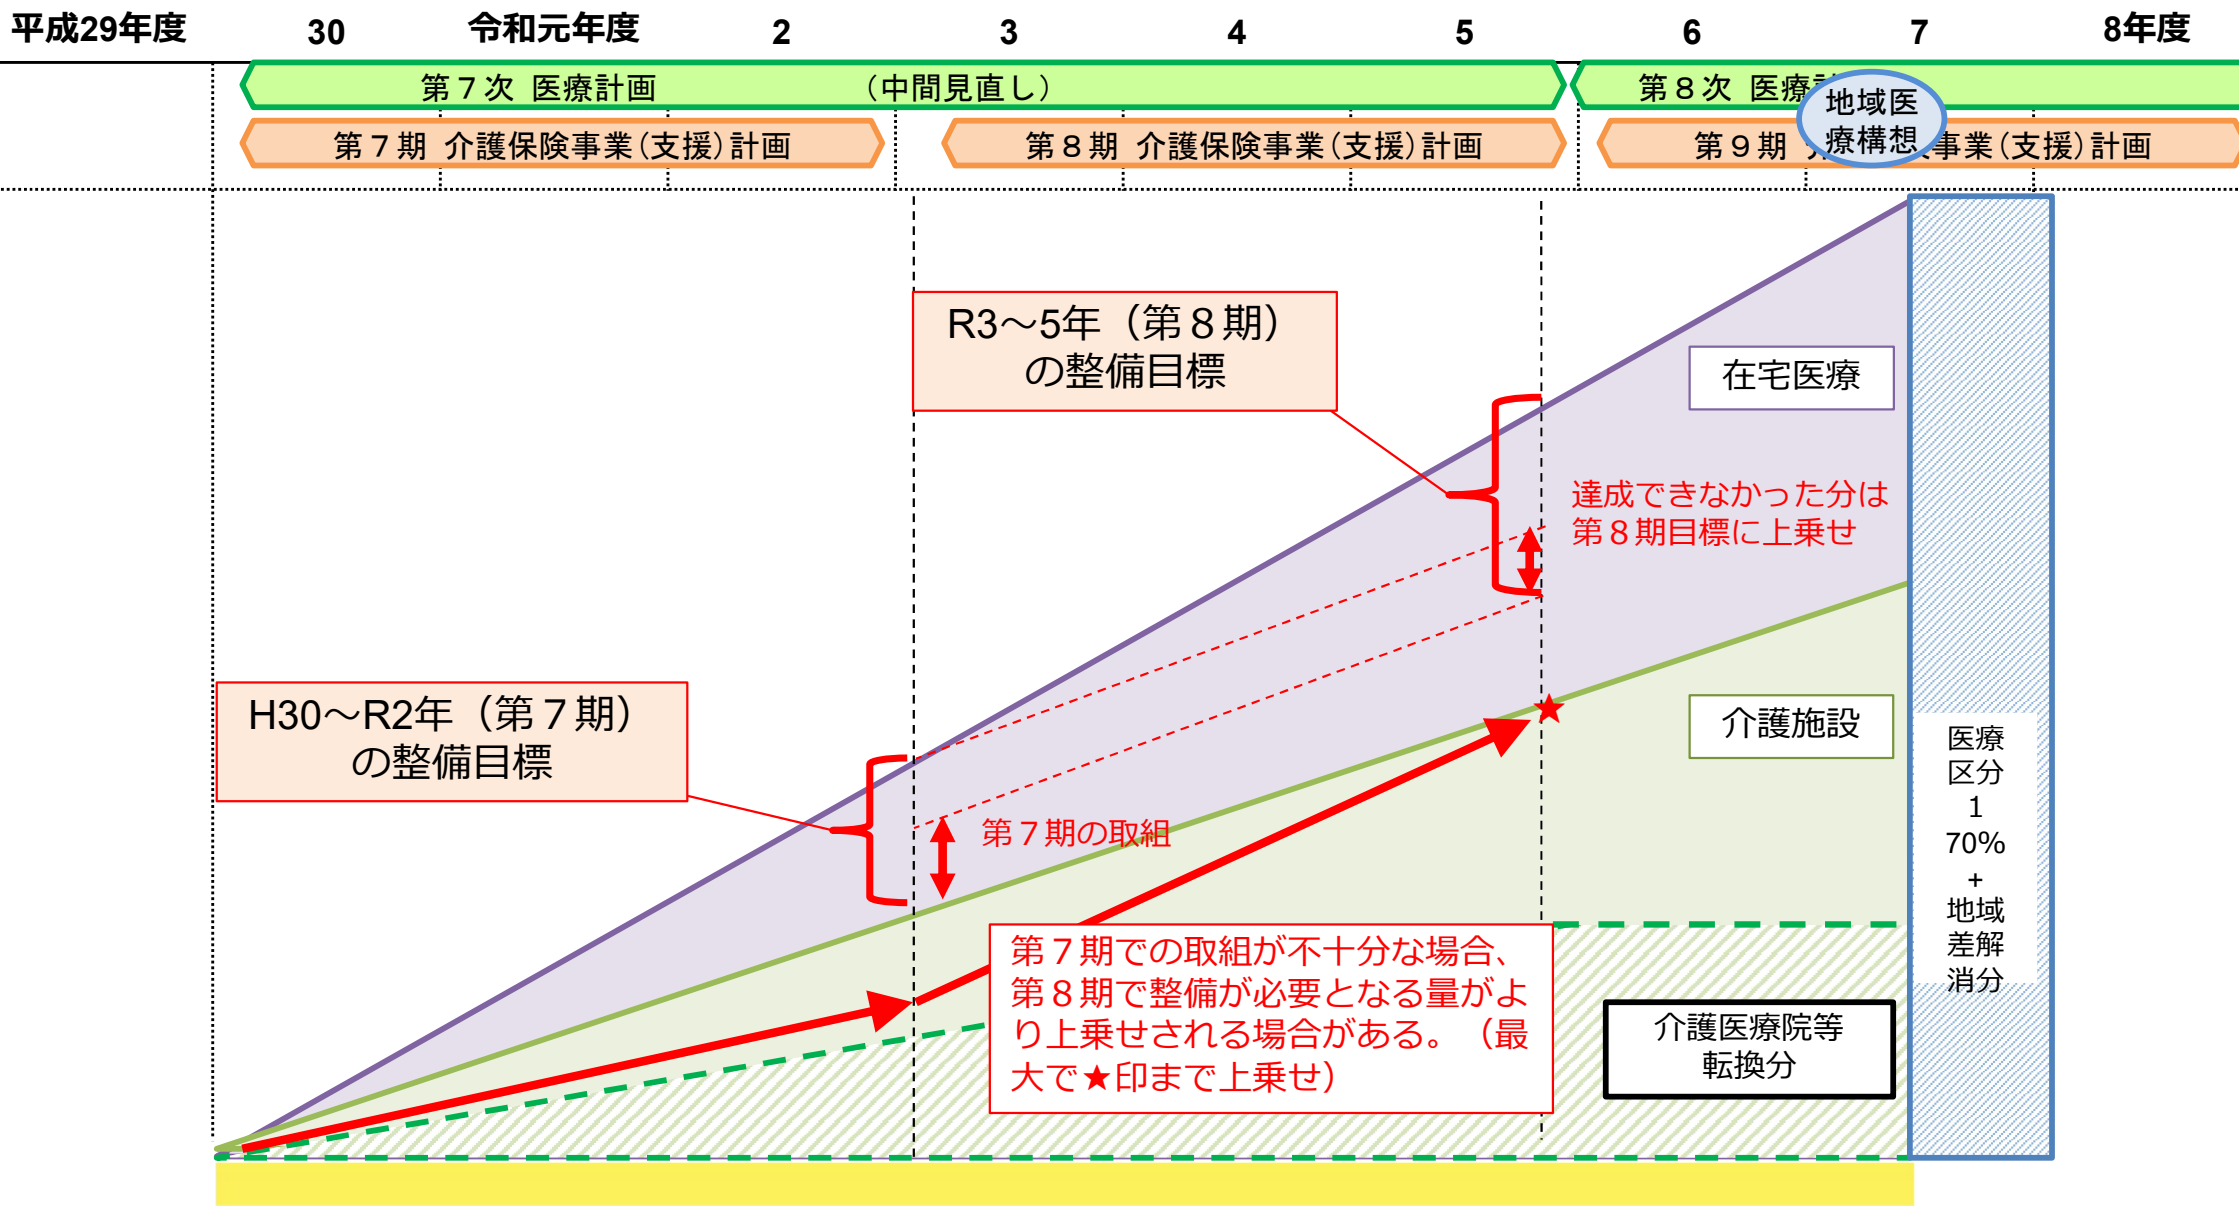 平成29年度 30 令和元年度 2 3 4 5 6 7 8年度
第７次 医療計画 （中間見直し）
第８次 医療
地域医
療構想
第７期 介護保険事業（支援）計画
第８期 介護保険事業（支援）計画
第９期
事業（支援）計画
R3～5年（第８期）
の整備目標
在宅医療
達成できなかった分は
第８期目標に上乗せ
H30～R2年（第７期）
の整備目標
介護施設
第７期の取組
医療
区分
1
70%
+
地域
差解
消分
第７期での取組が不十分な場合、
第８期で整備が必要となる量がよ
り上乗せされる場合がある。（最
大で★印まで上乗せ）
介護医療院等
転換分